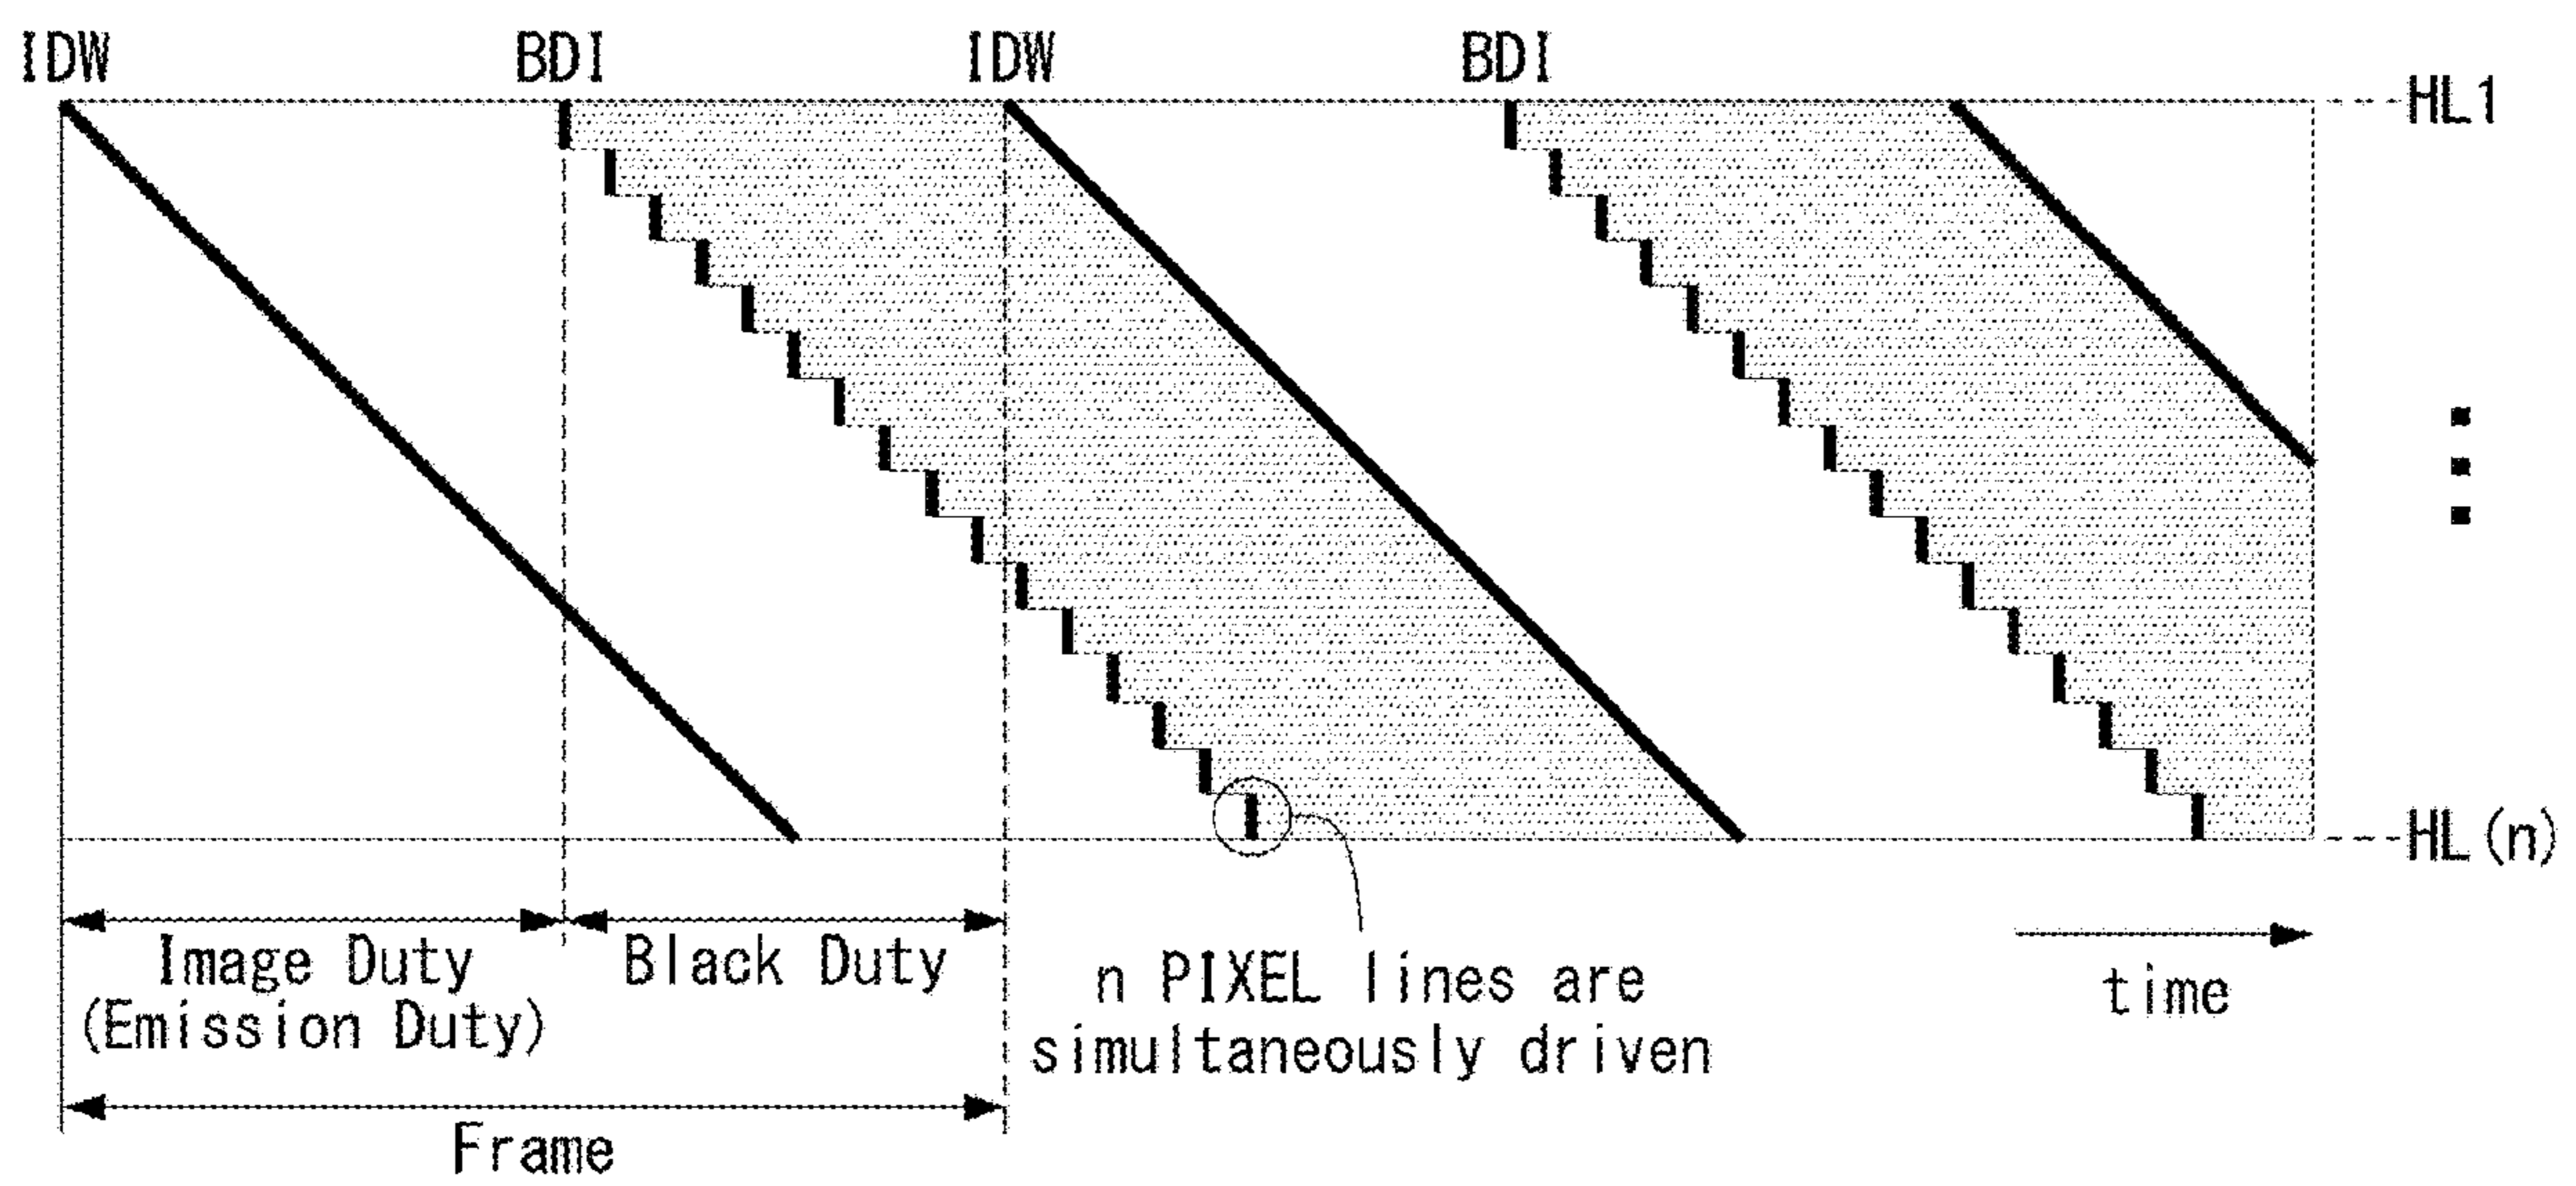 IDW BDI IDW BDI
HL1
HL(n)
Image Duty
(Emission Duty)
Black Duty
n PIXEL lines are
simultaneously driven
time
Frame